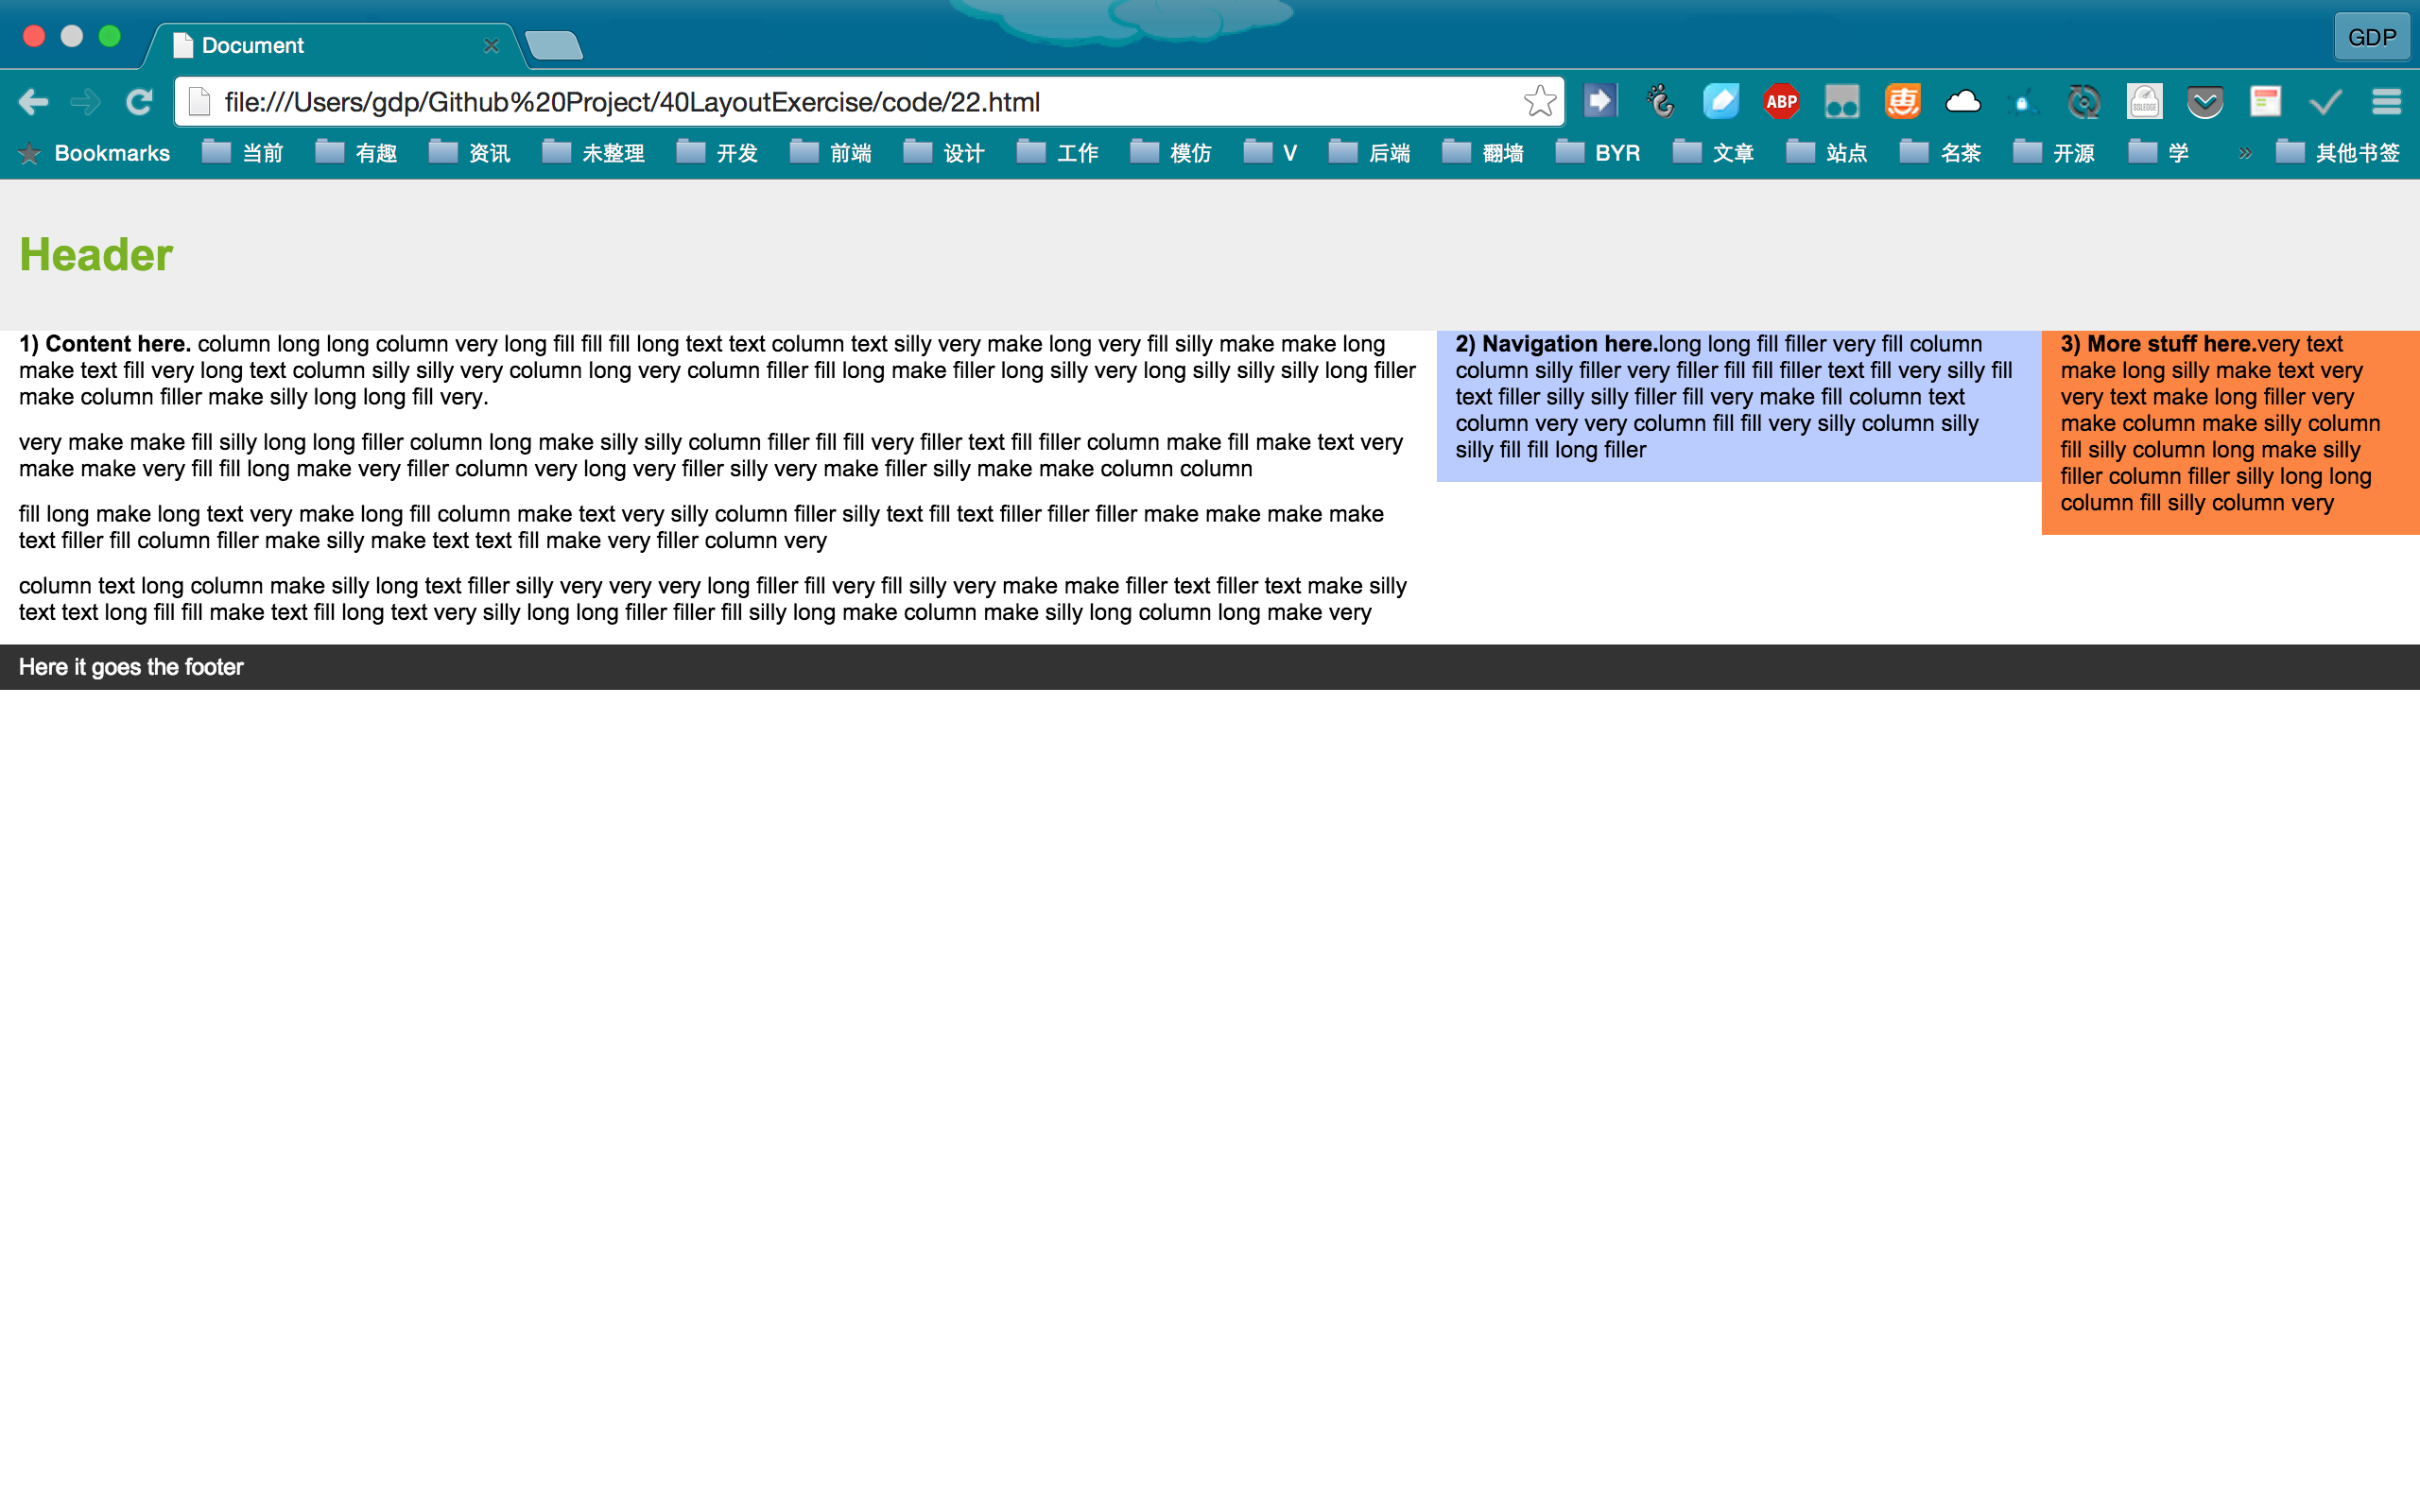 Document
GDP
file:///Users/gdp/Github%20Project/40LayoutExercise/code/22.html
ABP
惠
SSLEDGE
Bookmarks 当前 有趣 资讯 未整理 开发 前端 设计 工作 模仿 V 后端 翻墙 BYR 文章 站点 名茶 开源 学 » 其他书签
Header
1) Content here. column long long column very long fill fill fill long text text column text silly very make long very fill silly make make long
make text fill very long text column silly silly very column long very column filler fill long make filler long silly very long silly silly silly long filler
make column filler make silly long long fill very.
very make make fill silly long long filler column long make silly silly column filler fill fill very filler text fill filler column make fill make text very
make make very fill fill long make very filler column very long very filler silly very make filler silly make make column column
fill long make long text very make long fill column make text very silly column filler silly text fill text filler filler filler make make make make
text filler fill column filler make silly make text text fill make very filler column very
column text long column make silly long text filler silly very very very long filler fill very fill silly very make make filler text filler text make silly
text text long fill fill make text fill long text very silly long long filler filler fill silly long make column make silly long column long make very
2) Navigation here.long long fill filler very fill column
column silly filler very filler fill fill filler text fill very silly fill
text filler silly silly filler fill very make fill column text
column very very column fill fill very silly column silly
silly fill fill long filler
3) More stuff here.very text
make long silly make text very
very text make long filler very
make column make silly column
fill silly column long make silly
filler column filler silly long long
column fill silly column very
Here it goes the footer